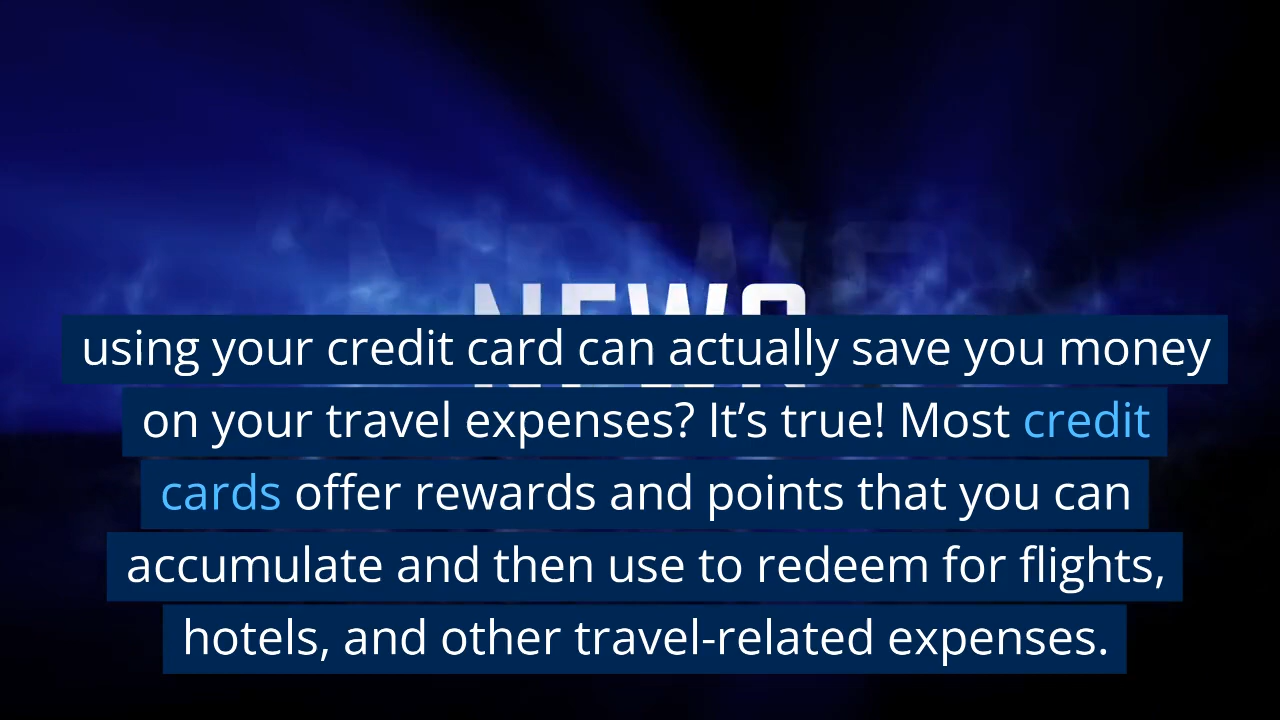 NEWS
using your credit card can actually save you money
on your travel expenses? It’s true! Most credit
cards offer rewards and points that you can
accumulate and then use to redeem for flights,
hotels, and other travel-related expenses.